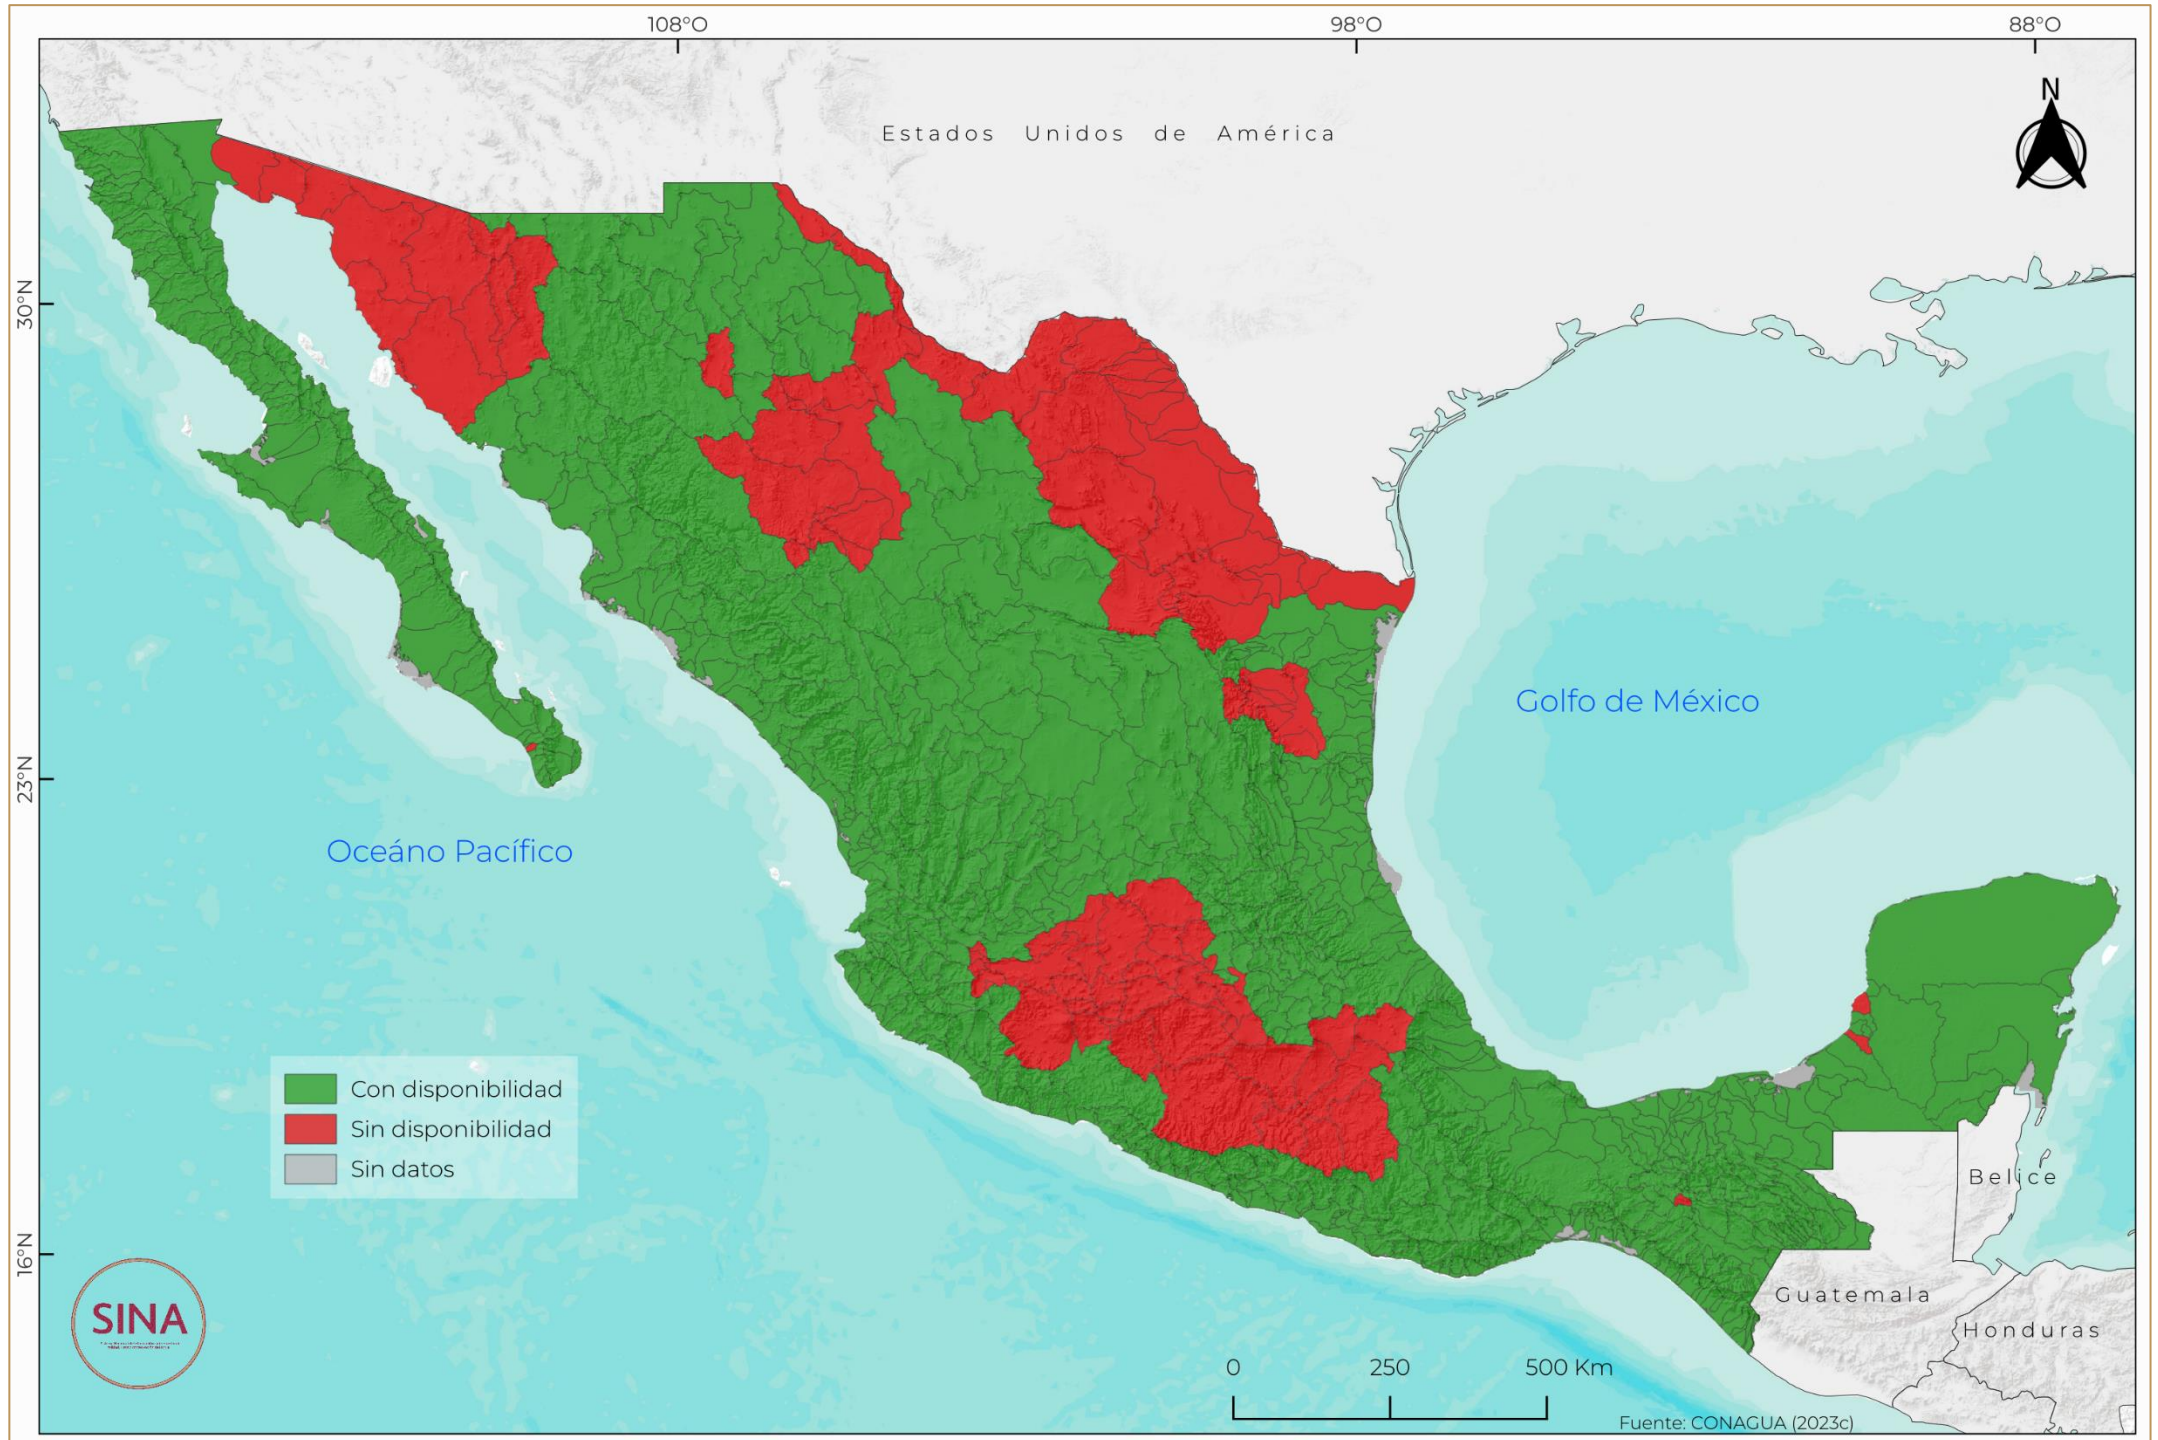 108°O
98°O
88°O
N
Estados Unidos de América
30°N
23°N
16°N
Golfo de México
Oceáno Pacífico
Con disponibilidad
Sin disponibilidad
Sin datos
Belice
Guatemala
Honduras
SINA
0 250 500 Km
Fuente: CONAGUA (2023c)